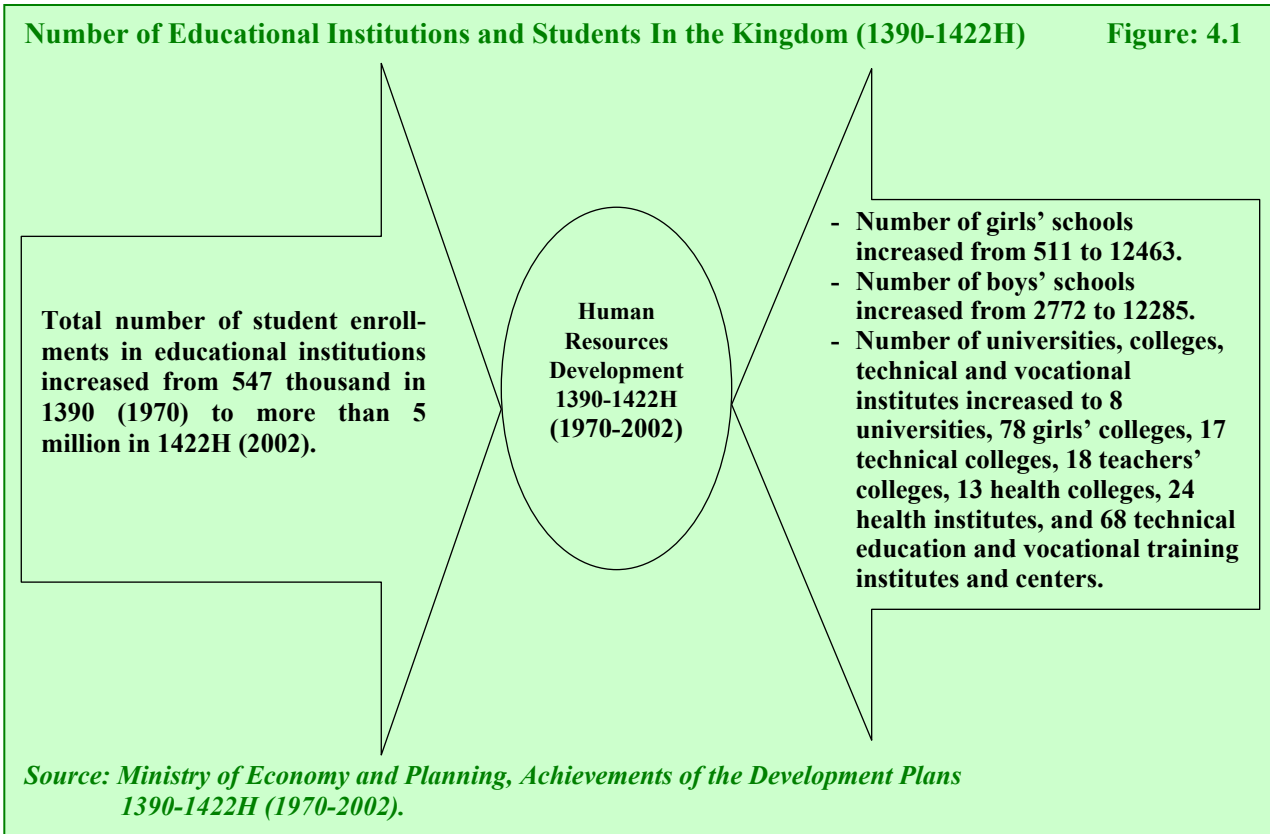 Number of Educational Institutions and Students In the Kingdom (1390-1422H) Figure: 4.1
Total number of student enroll-
ments in educational institutions
increased from 547 thousand in
1390 (1970) to more than 5
million in 1422H (2002).
Human
Resources
Development
1390-1422H
(1970-2002)
- Number of girls’ schools
increased from 511 to 12463.
- Number of boys’ schools
increased from 2772 to 12285.
- Number of universities, colleges,
technical and vocational
institutes increased to 8
universities, 78 girls’ colleges, 17
technical colleges, 18 teachers’
colleges, 13 health colleges, 24
health institutes, and 68 technical
education and vocational training
institutes and centers.
Source: Ministry of Economy and Planning, Achievements of the Development Plans
1390-1422H (1970-2002).